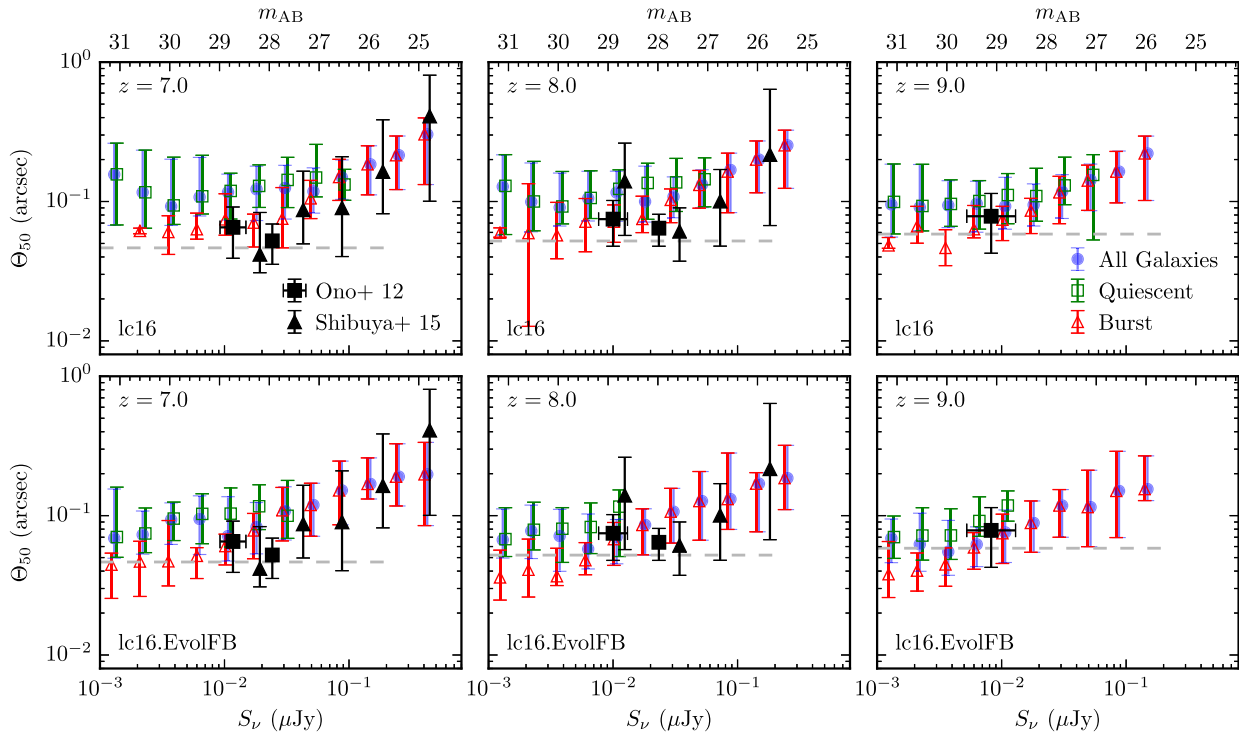 m_AB m_AB m_AB
31 30 29 28 27 26 25 31 30 29 28 27 26 25 31 30 29 28 27 26 25
10^0 z = 7.0 z = 8.0 z = 9.0
10^−1
Θ_50 (arcsec)
10^−2
Ono+ 12
Shibuya+ 15
All Galaxies
Quiescent
Burst
lc16 lc16 lc16
10^0 z = 7.0 z = 8.0 z = 9.0
10^−1
Θ_50 (arcsec)
10^−2
lc16.EvolFB lc16.EvolFB lc16.EvolFB
10^−3 10^−2 10^−1 10^−3 10^−2 10^−1 10^−3 10^−2 10^−1
S_ν (μJy) S_ν (μJy) S_ν (μJy)